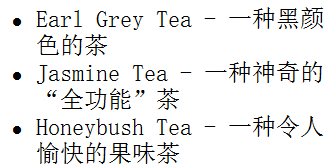 • Earl Grey Tea – 一种黑颜
色的茶
• Jasmine Tea – 一种神奇的
“全功能”茶
• Honeybush Tea – 一种令人
愉快的果味茶